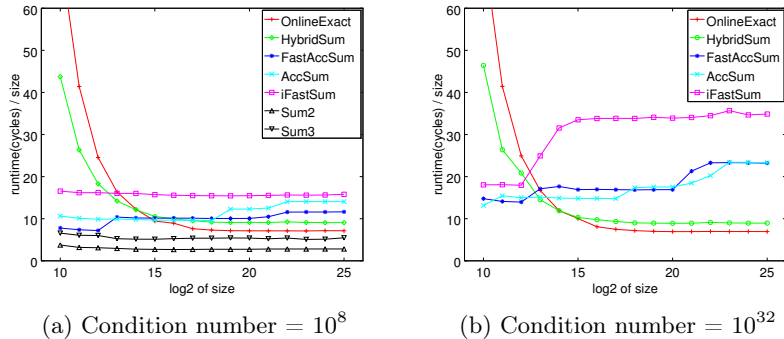 60
50
40
30
20
10
0
runtime(cycles) / size
10
15
20
25
log2 of size
OnlineExact
HybridSum
FastAccSum
AccSum
iFastSum
Sum2
Sum3
(a) Condition number = 10^8
60
50
40
30
20
10
0
runtime(cycles) / size
10
15
20
25
log2 of size
OnlineExact
HybridSum
FastAccSum
AccSum
iFastSum
(b) Condition number = 10^32